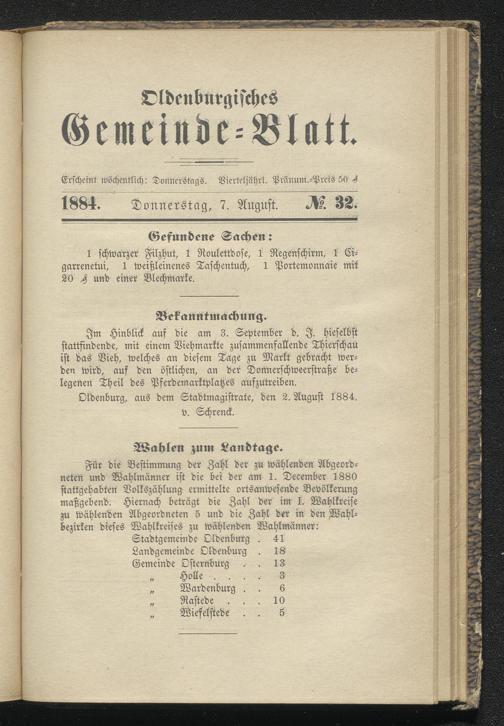 Oldenburgisches
Gemeinde=Blatt.
Erscheint wöchentlich: Donnerstags. Vierteljährl. Pränum.=Preis 50 ₰
1884. Donnerstag, 7. August. №. 32.
Gefundene Sachen:
1 schwarzer Filzhut, 1 Roulettdose, 1 Regenschirm, 1 Ci-
garrenetui, 1 weißleinenes Taschentuch, 1 Portemonnaie mit
20 ₰ und einer Blechmarke.
Bekanntmachung.
Im Hinblick auf die am 3. September d. J. hieselbst
stattfindende, mit einem Viehmarkte zusammenfallende Thierschau
ist das Vieh, welches an diesem Tage zu Markt gebracht wer-
den wird, auf den östlichen, an der Donnerschweerstraße be-
legenen Theil des Pferdemarktplatzes aufzutreiben.
Oldenburg, aus dem Stadtmagistrate, den 2. August 1884.
v. Schrenck.
Wahlen zum Landtage.
Für die Bestimmung der Zahl der zu wählenden Abgeord-
neten und Wahlmänner ist die bei der am 1. December 1880
stattgehabten Volkszählung ermittelte ortsanwesende Bevölkerung
maßgebend. Hiernach beträgt die Zahl der im I. Wahlkreise
zu wählenden Abgeordneten 5 und die Zahl der in den Wahl-
bezirken dieses Wahlkreises zu wählenden Wahlmänner:
Stadtgemeinde Oldenburg . 41
Landgemeinde Oldenburg . 18
Gemeinde Osternburg . . 13
„ Holle . . . . 3
„ Wardenburg . . 6
„ Rastede . . . 10
„ Wiefelstede . . 5